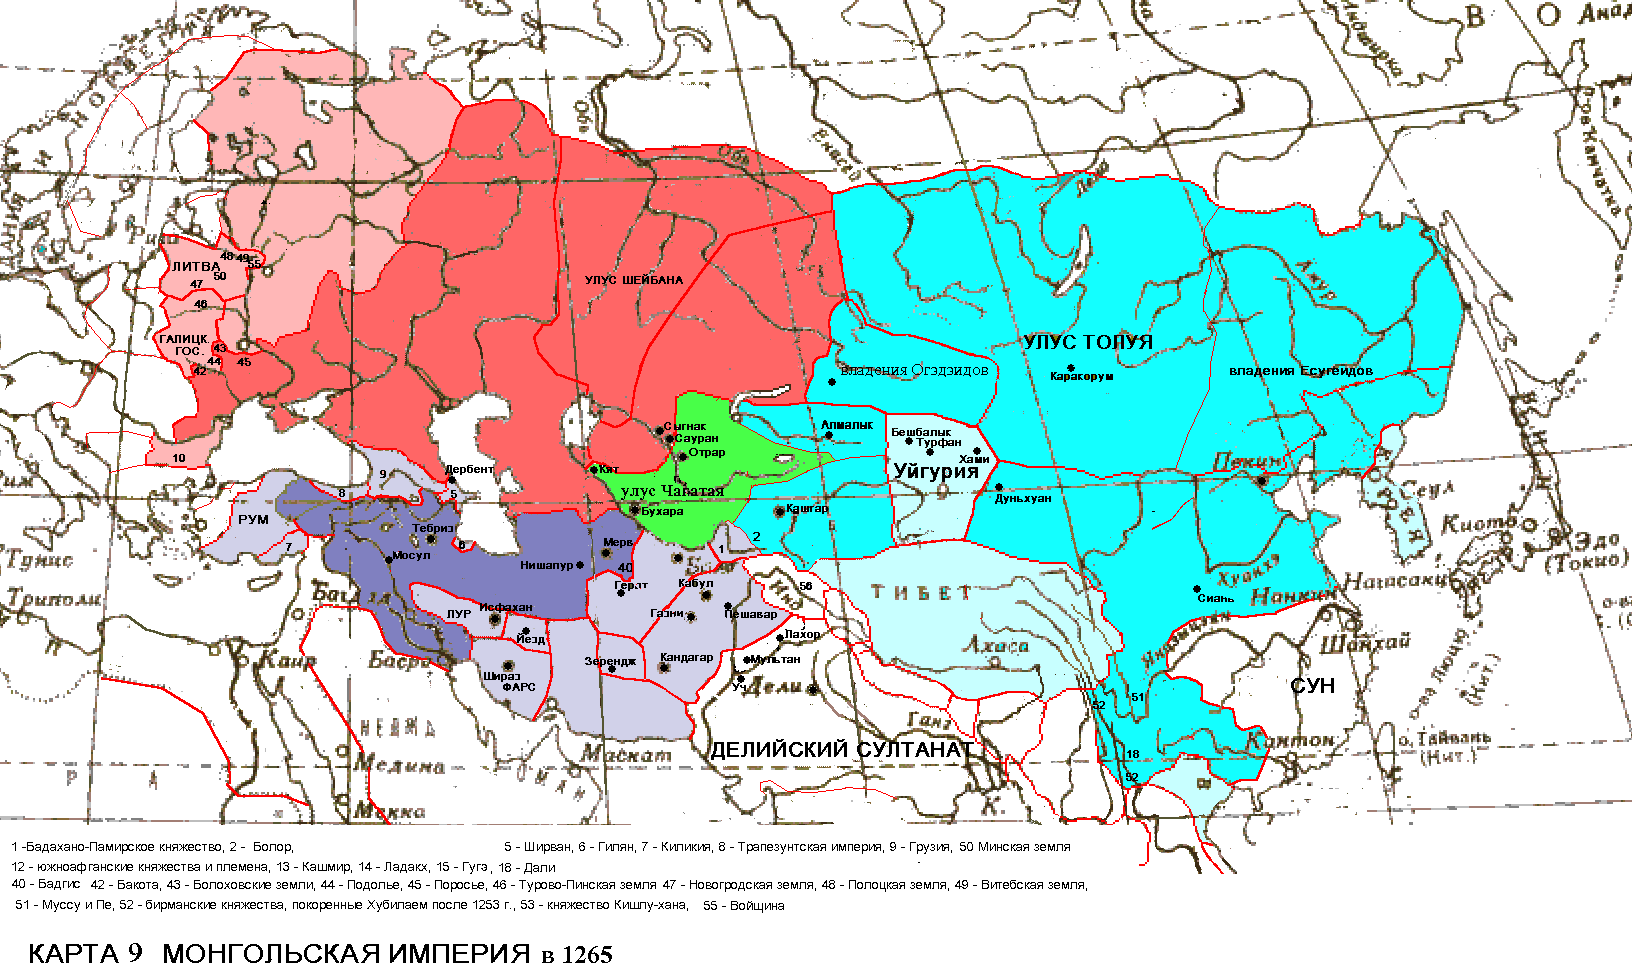 В О Анад
НОРВЕГИЯ
Обь
Енисей
Обь
Лена
п-ов Камчатка
Индигирка
ДАНИЯ
Рига
48 49 55
ЛИТВА
50
47
46
УЛУС ШЕЙБАНА
Амур
ГАЛИЦК.
ГОС.
43
44
45
42
УЛУС ТОЛУЯ
владения Огэдэидов
Каракорум
владения Есугеидов
Сыгнак
Сауран
Отрар
Алмалык
Бешбалык
Турфан
Хами
Уйгурия
Дуньхуан
Пекин
КОРЕЯ
Сеул
Киото
Эдо
(Токио)
Нагасаки
10
9
Дербент
5
8
Кят
улус Чагатая
Бухара
Кашгар
РУМ
7
Тебриз
6
Мосул
Мерв
Нишапур
40
1
2
Герат
Кабул
Газни
Пешавар
Инд
56
ТИБЕТ
Лхаса
Хуанхэ
Сиань
Нанкин
Шанхай
Янцзыцзян
Тунис
Триполи
Багдад
ЛУР
Исфахан
Йезд
Каир
Басра
Шираз
ФАРС
Зерендж
Кандагар
Лахор
Мультан
Уч
Дели
СУН
51
52
Ганг
НЕДЖД
Маскат
ОМАН
Медина
Мекка
ДЕЛИЙСКИЙ СУЛТАНАТ
К.
18
52
Кантон
о. Тайвань
(Кит.)
1 -Бадахано-Памирское княжество, 2 - Болор, 5 - Ширван, 6 - Гилян, 7 - Киликия, 8 - Трапезунтская империя, 9 - Грузия, 50 Минская земля
12 - южноафганские княжества и племена, 13 - Кашмир, 14 - Ладакх, 15 - Гугэ, 18 - Дали
40 - Бадгис 42 - Бакота, 43 - Болоховские земли, 44 - Подолье, 45 - Поросье, 46 - Турово-Пинская земля 47 - Новогродская земля, 48 - Полоцкая земля, 49 - Витебская земля,
51 - Муссу и Пе, 52 - бирманские княжества, покоренные Хубилаем после 1253 г., 53 - княжество Кишлу-хана, 55 - Войщина
КАРТА 9 МОНГОЛЬСКАЯ ИМПЕРИЯ в 1265